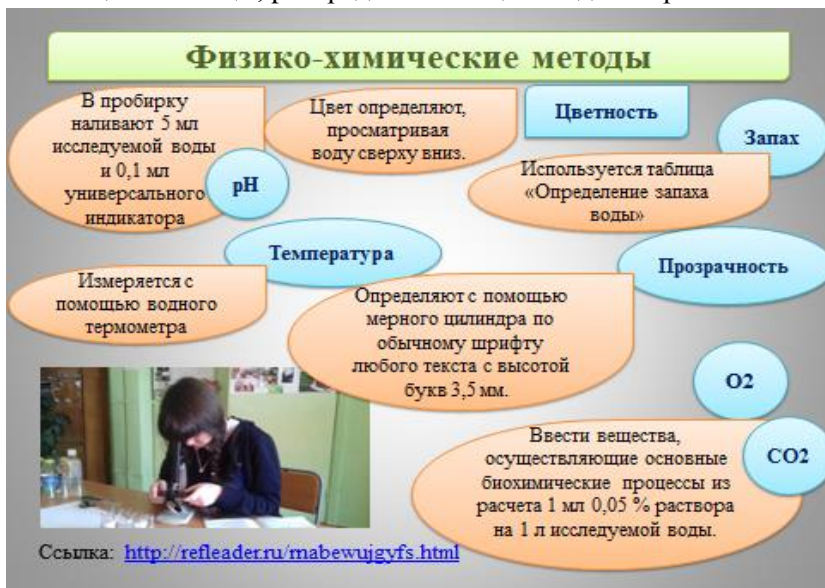 Физико-химические методы
В пробирку
наливают 5 мл
исследуемой воды
и 0,1 мл
универсального
индикатора
pH
Цвет определяют,
просматривая
воду сверху вниз.
Цветность
Запах
Используется таблица
«Определение запаха
воды»
Температура
Измеряется с
помощью водного
термометра
Прозрачность
Определяют с помощью
мерного цилиндра по
обычному шрифту
любого текста с высотой
букв 3,5 мм.
О2
СО2
Ввести вещества,
осуществляющие основные
биохимические процессы из
расчета 1 мл 0,05 % раствора
на 1 л исследуемой воды.
Ссылка: http://refleader.ru/rnabewujgyfs.html